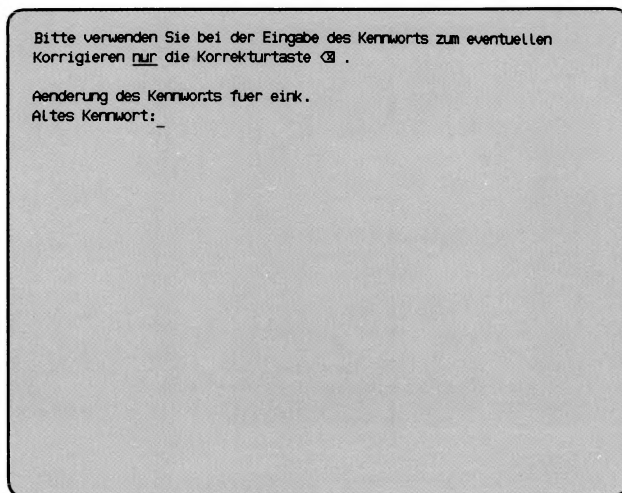 Bitte verwenden Sie bei der Eingabe des Kennworts zum eventuellen
Korrigieren nur die Korrekturtaste ⌫ .
Aenderung des Kennworts fuer eink.
Altes Kennwort:_